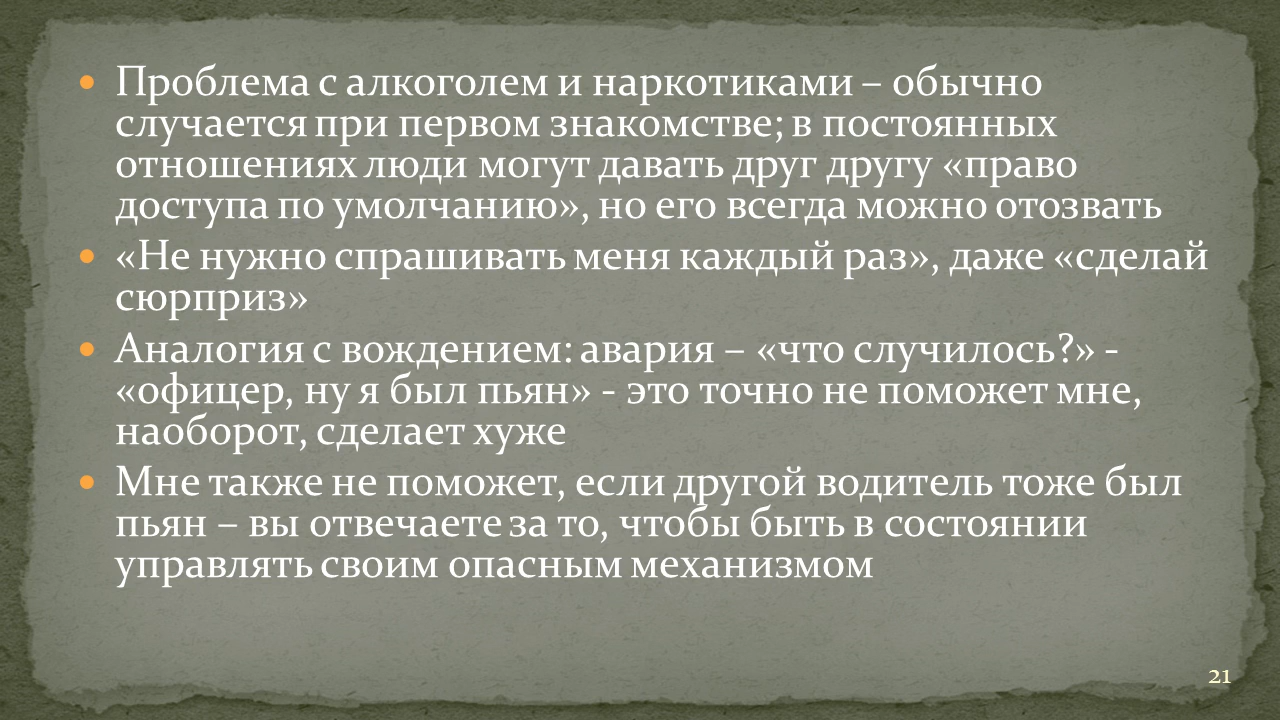 Проблема с алкоголем и наркотиками – обычно
случается при первом знакомстве; в постоянных
отношениях люди могут давать друг другу «право
доступа по умолчанию», но его всегда можно отозвать
«Не нужно спрашивать меня каждый раз», даже «сделай
сюрприз»
Аналогия с вождением: авария – «что случилось?» -
«офицер, ну я был пьян» - это точно не поможет мне,
наоборот, сделает хуже
Мне также не поможет, если другой водитель тоже был
пьян – вы отвечаете за то, чтобы быть в состоянии
управлять своим опасным механизмом
21